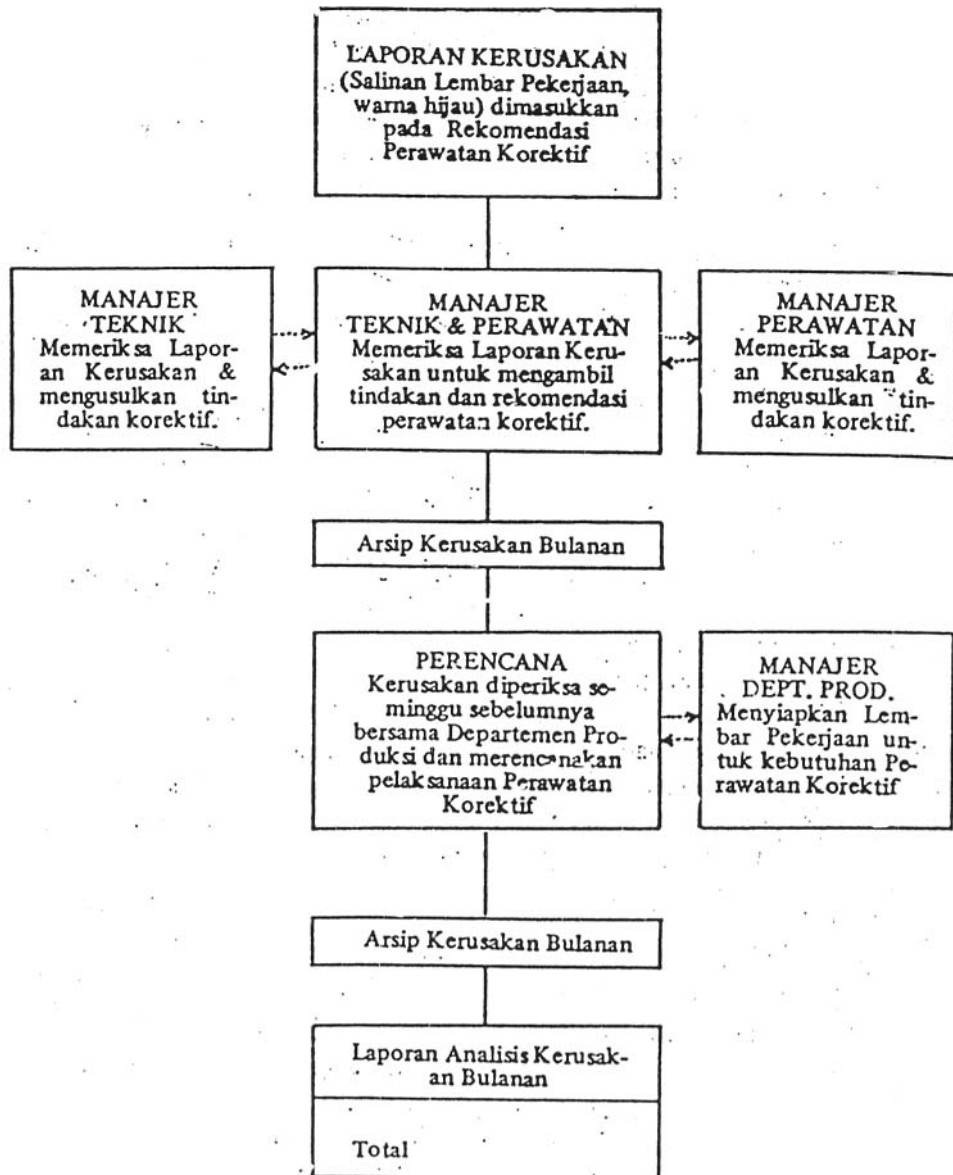 LAPORAN KERUSAKAN
(Salinan Lembar Pekerjaan,
warna hijau) dimasukkan
pada Rekomendasi
Perawatan Korektif
MANAJER
TEKNIK
Memeriksa Lapor-
an Kerusakan &
mengusulkan tin-
dakan korektif.
MANAJER
TEKNIK & PERAWATAN
Memeriksa Laporan Keru-
sakan untuk mengambil
tindakan dan rekomendasi
perawatan korektif.
MANAJER
PERAWATAN
Memeriksa Lapor-
an Kerusakan &
mengusulkan tin-
dakan korektif.
Arsip Kerusakan Bulanan
PERENCANA
Kerusakan diperiksa se-
minggu sebelumnya
bersama Departemen Pro-
duksi dan merencanakan
pelaksanaan Perawatan
Korektif
MANAJER
DEPT. PROD.
Menyiapkan Lem-
bar Pekerjaan un-
tuk kebutuhan Pe-
rawatan Korektif
Arsip Kerusakan Bulanan
Laporan Analisis Kerusak-
an Bulanan
Total